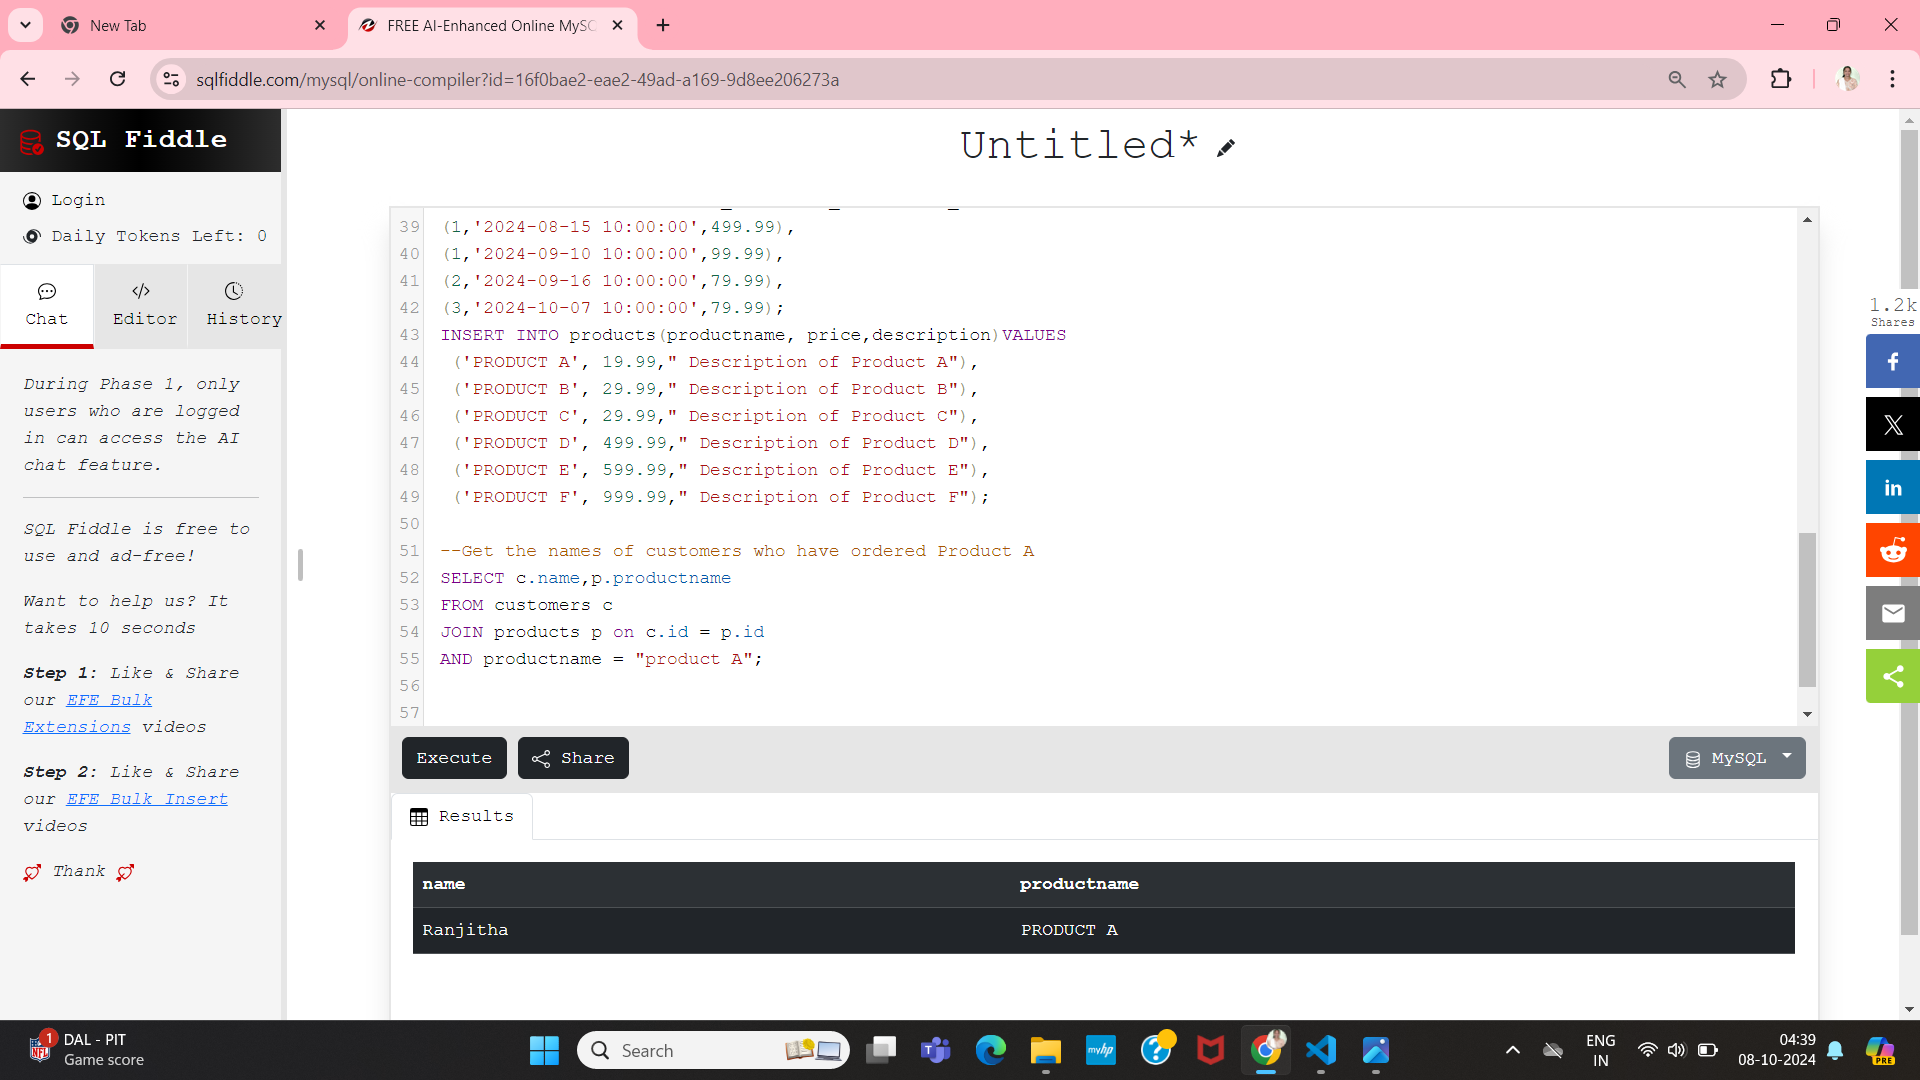 New Tab
FREE AI-Enhanced Online MySQ
sqlfiddle.com/mysql/online-compiler?id=16f0bae2-eae2-49ad-a169-9d8ee206273a
SQL Fiddle
Login
Daily Tokens Left: 0
Chat
Editor
History
During Phase 1, only
users who are logged
in can access the AI
chat feature.
SQL Fiddle is free to
use and ad-free!
Want to help us? It
takes 10 seconds
Step 1: Like & Share
our EFE Bulk
Extensions videos
Step 2: Like & Share
our EFE Bulk Insert
videos
Thank
Untitled*
39 (1,'2024-08-15 10:00:00',499.99),
40 (1,'2024-09-10 10:00:00',99.99),
41 (2,'2024-09-16 10:00:00',79.99),
42 (3,'2024-10-07 10:00:00',79.99);
43 INSERT INTO products(productname, price,description)VALUES
44 ('PRODUCT A', 19.99," Description of Product A"),
45 ('PRODUCT B', 29.99," Description of Product B"),
46 ('PRODUCT C', 29.99," Description of Product C"),
47 ('PRODUCT D', 499.99," Description of Product D"),
48 ('PRODUCT E', 599.99," Description of Product E"),
49 ('PRODUCT F', 999.99," Description of Product F");
50
51 --Get the names of customers who have ordered Product A
52 SELECT c.name,p.productname
53 FROM customers c
54 JOIN products p on c.id = p.id
55 AND productname = "product A";
56
57
Execute
Share
MySQL
Results
name productname
Ranjitha PRODUCT A
1.2k
Shares
1
DAL - PIT
Game score
Search
myhp
ENG
IN
04:39
08-10-2024
PRE